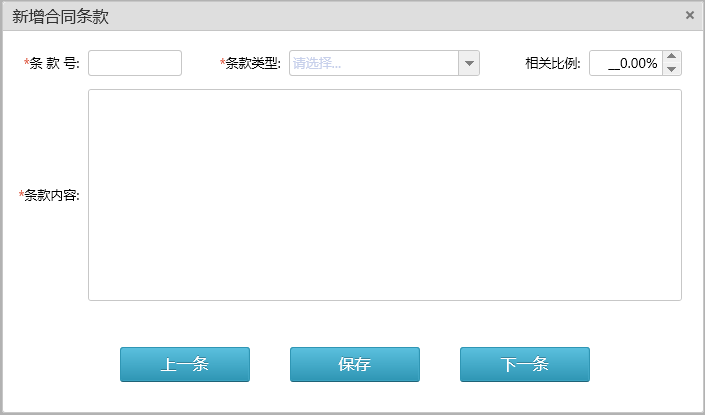 新增合同条款
*条 款 号:
*条款类型: 请选择... 相关比例: __0.00%
*条款内容:
上一条 保存 下一条